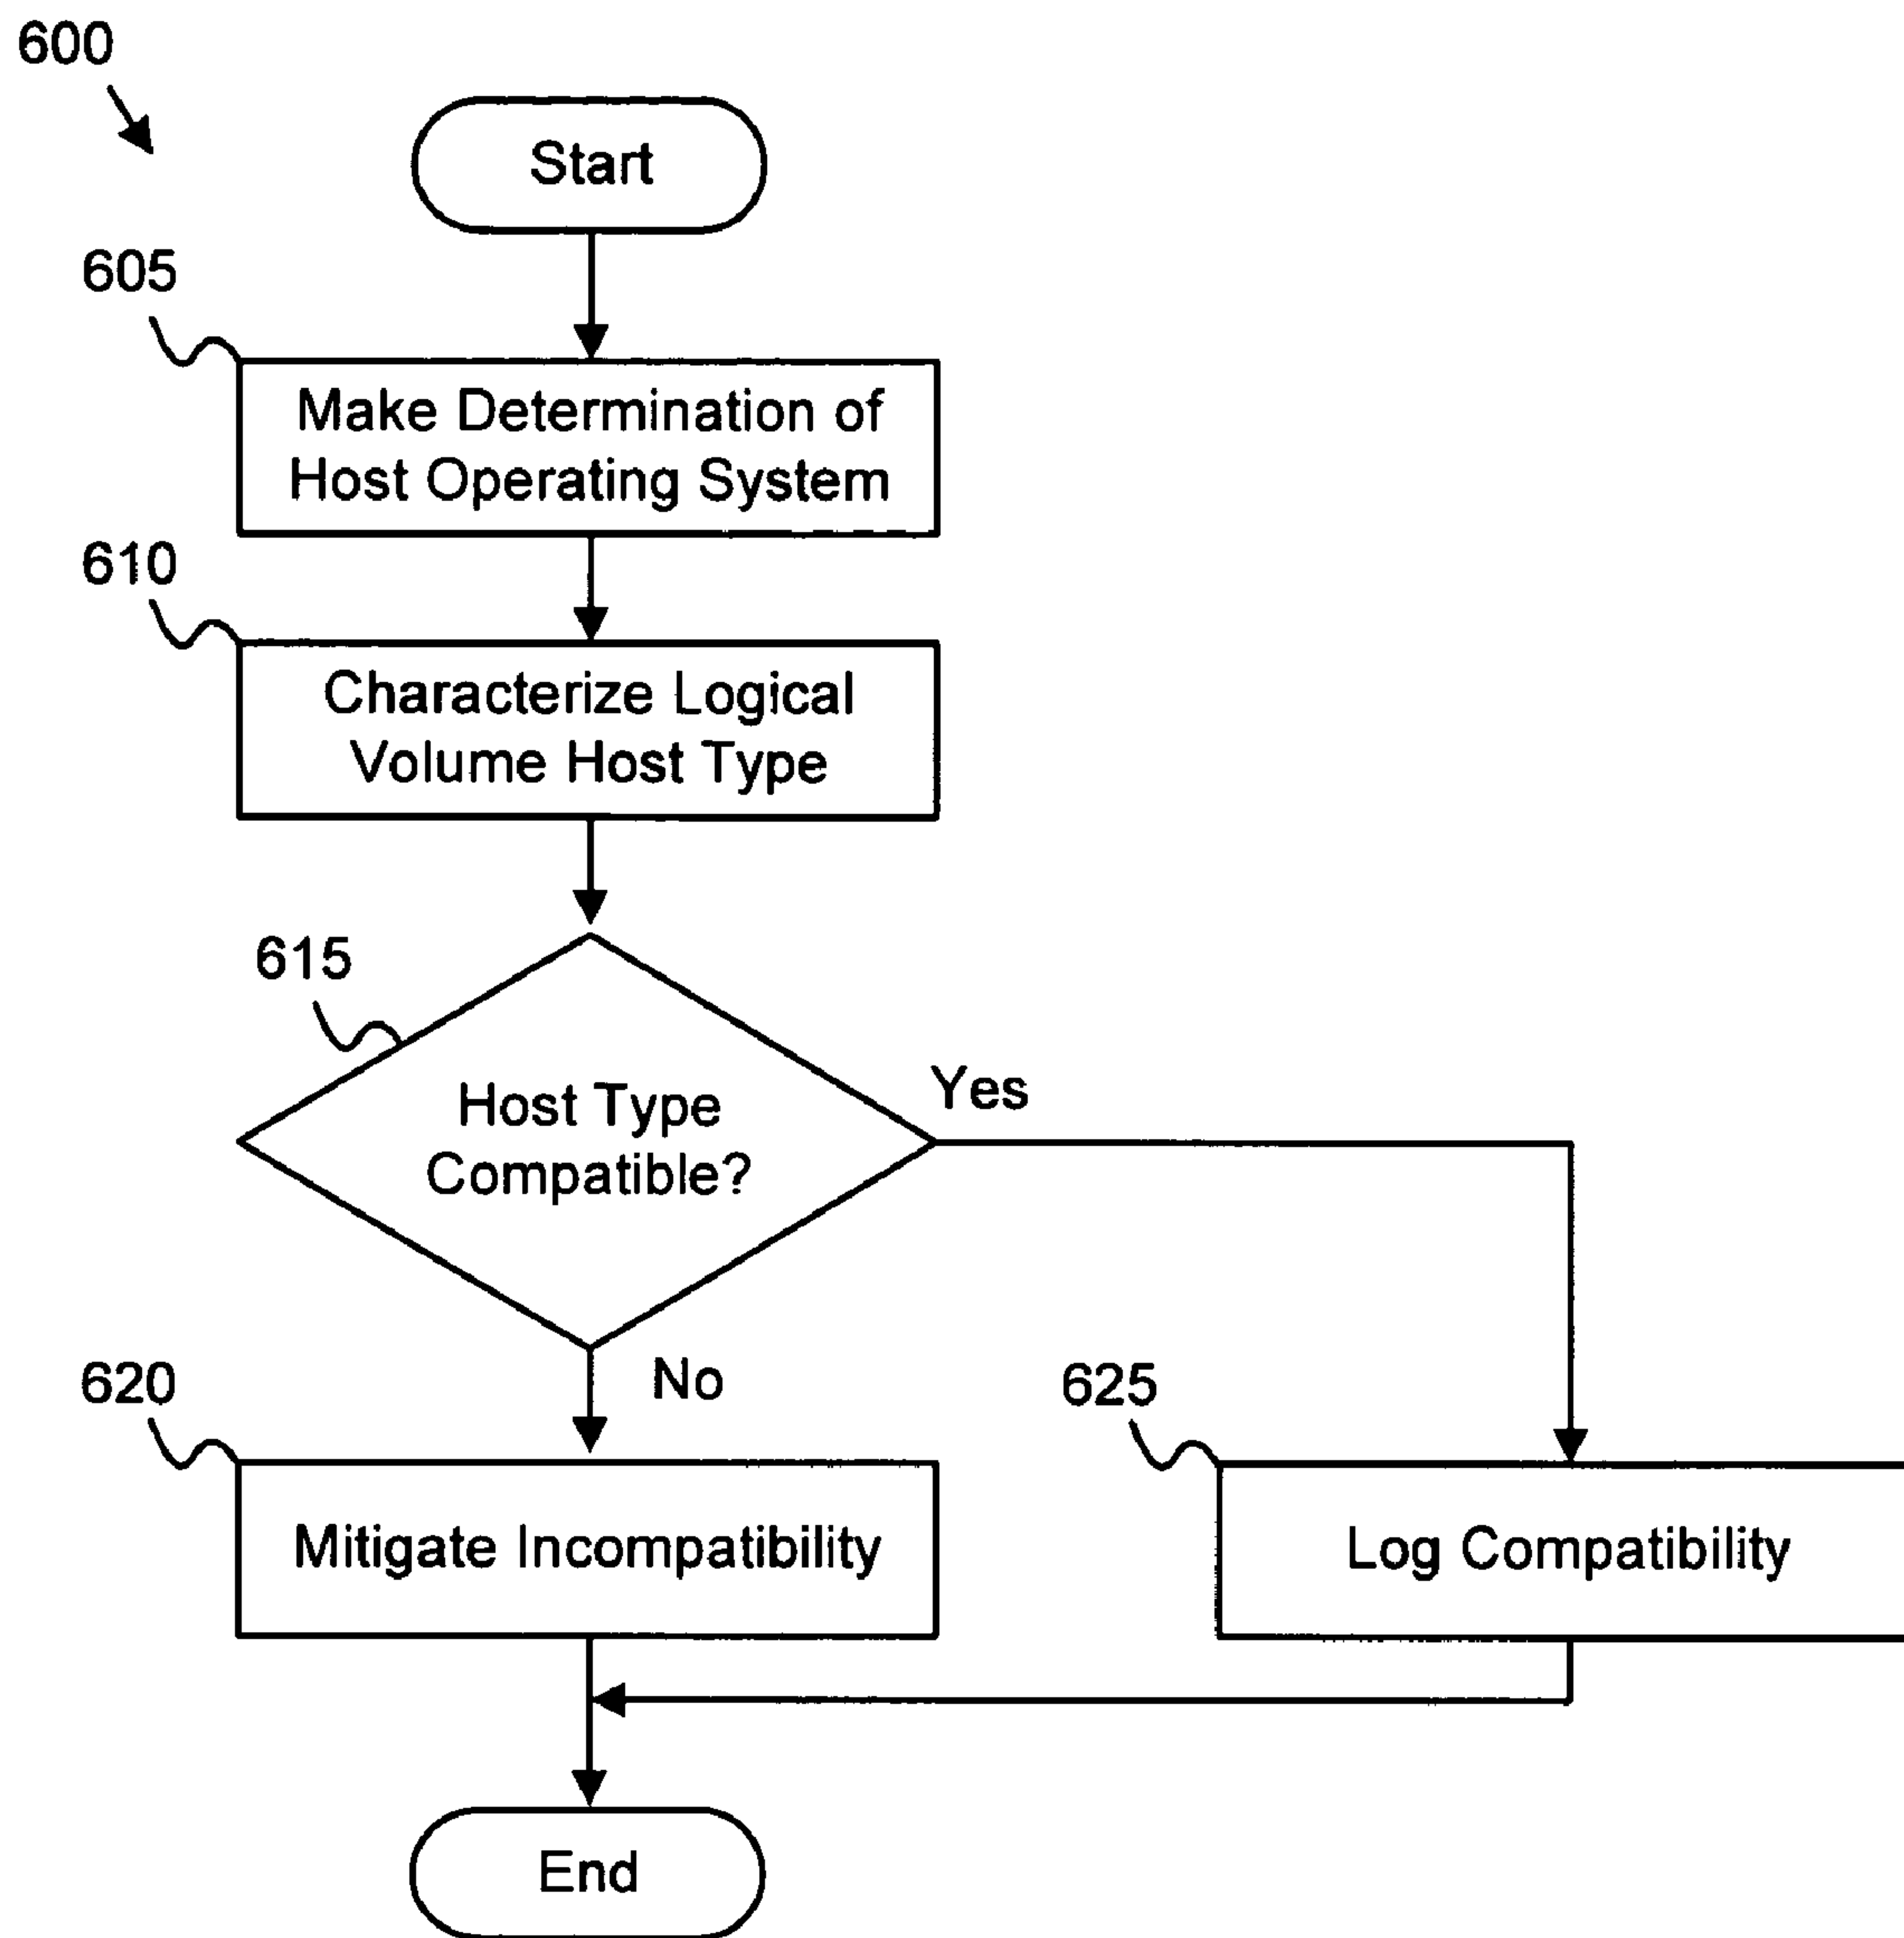 600
Start
605
Make Determination of
Host Operating System
610
Characterize Logical
Volume Host Type
615
Host Type
Compatible?
Yes
No
620
Mitigate Incompatibility
625
Log Compatibility
End